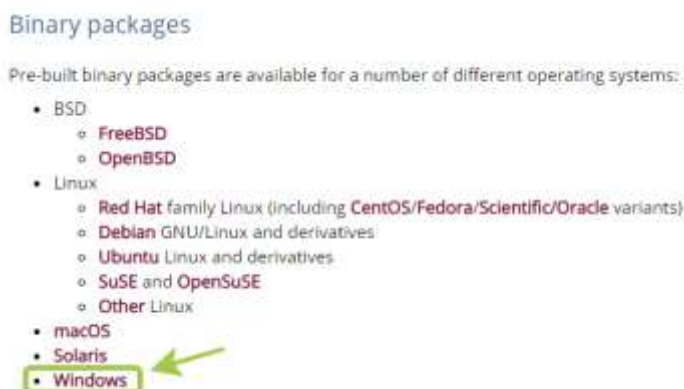 Binary packages
Pre-built binary packages are available for a number of different operating systems:
• BSD
◦ FreeBSD
◦ OpenBSD
• Linux
◦ Red Hat family Linux (including CentOS/Fedora/Scientific/Oracle variants)
◦ Debian GNU/Linux and derivatives
◦ Ubuntu Linux and derivatives
◦ SuSE and OpenSuSE
◦ Other Linux
• macOS
• Solaris
• Windows